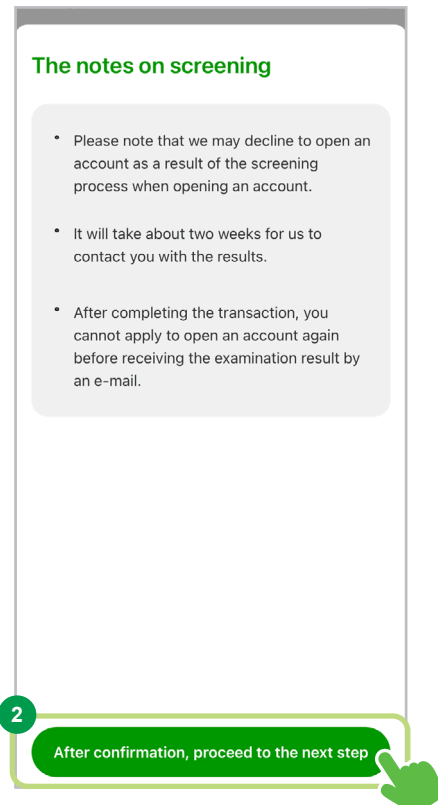 The notes on screening
• Please note that we may decline to open an
account as a result of the screening
process when opening an account.
• It will take about two weeks for us to
contact you with the results.
• After completing the transaction, you
cannot apply to open an account again
before receiving the examination result by
an e-mail.
2
After confirmation, proceed to the next step